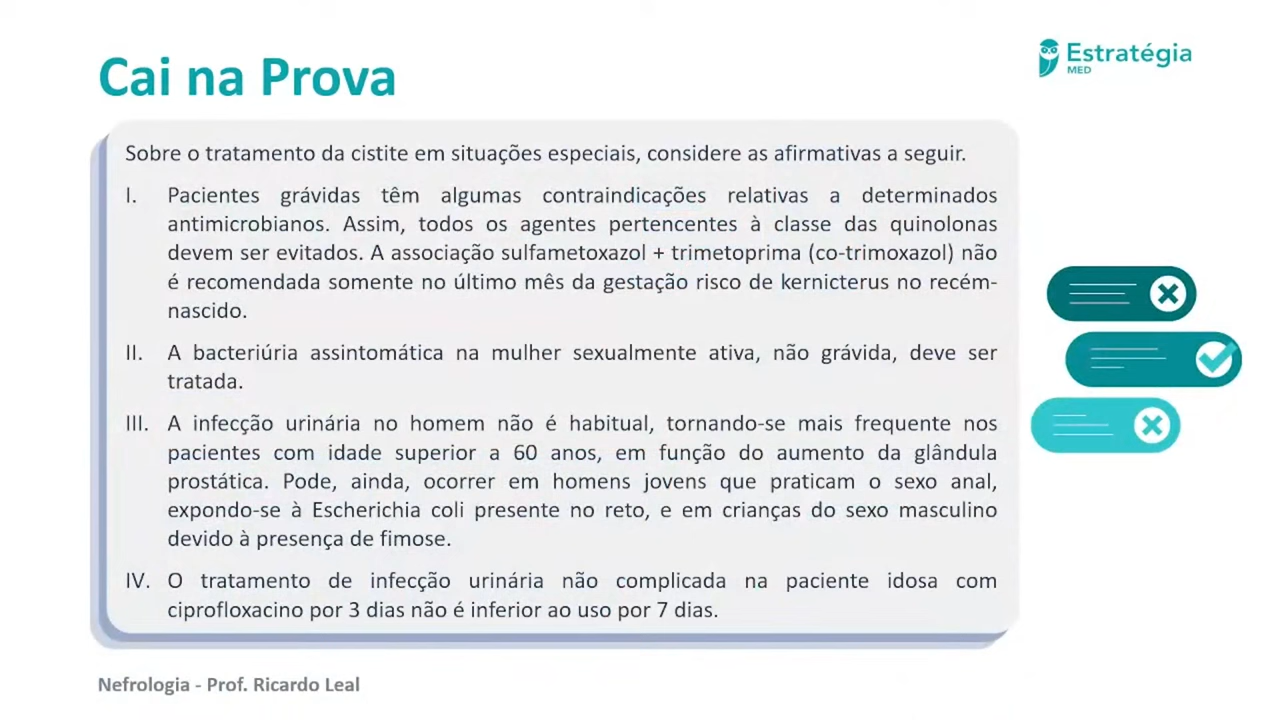 Cai na Prova
Estratégia
MED
Sobre o tratamento da cistite em situações especiais, considere as afirmativas a seguir.
I. Pacientes grávidas têm algumas contraindicações relativas a determinados
antimicrobianos. Assim, todos os agentes pertencentes à classe das quinolonas
devem ser evitados. A associação sulfametoxazol + trimetoprima (co-trimoxazol) não
é recomendada somente no último mês da gestação risco de kernicterus no recém-
nascido.
II. A bacteriúria assintomática na mulher sexualmente ativa, não grávida, deve ser
tratada.
III. A infecção urinária no homem não é habitual, tornando-se mais frequente nos
pacientes com idade superior a 60 anos, em função do aumento da glândula
prostática. Pode, ainda, ocorrer em homens jovens que praticam o sexo anal,
expondo-se à Escherichia coli presente no reto, e em crianças do sexo masculino
devido à presença de fimose.
IV. O tratamento de infecção urinária não complicada na paciente idosa com
ciprofloxacino por 3 dias não é inferior ao uso por 7 dias.
Nefrologia - Prof. Ricardo Leal